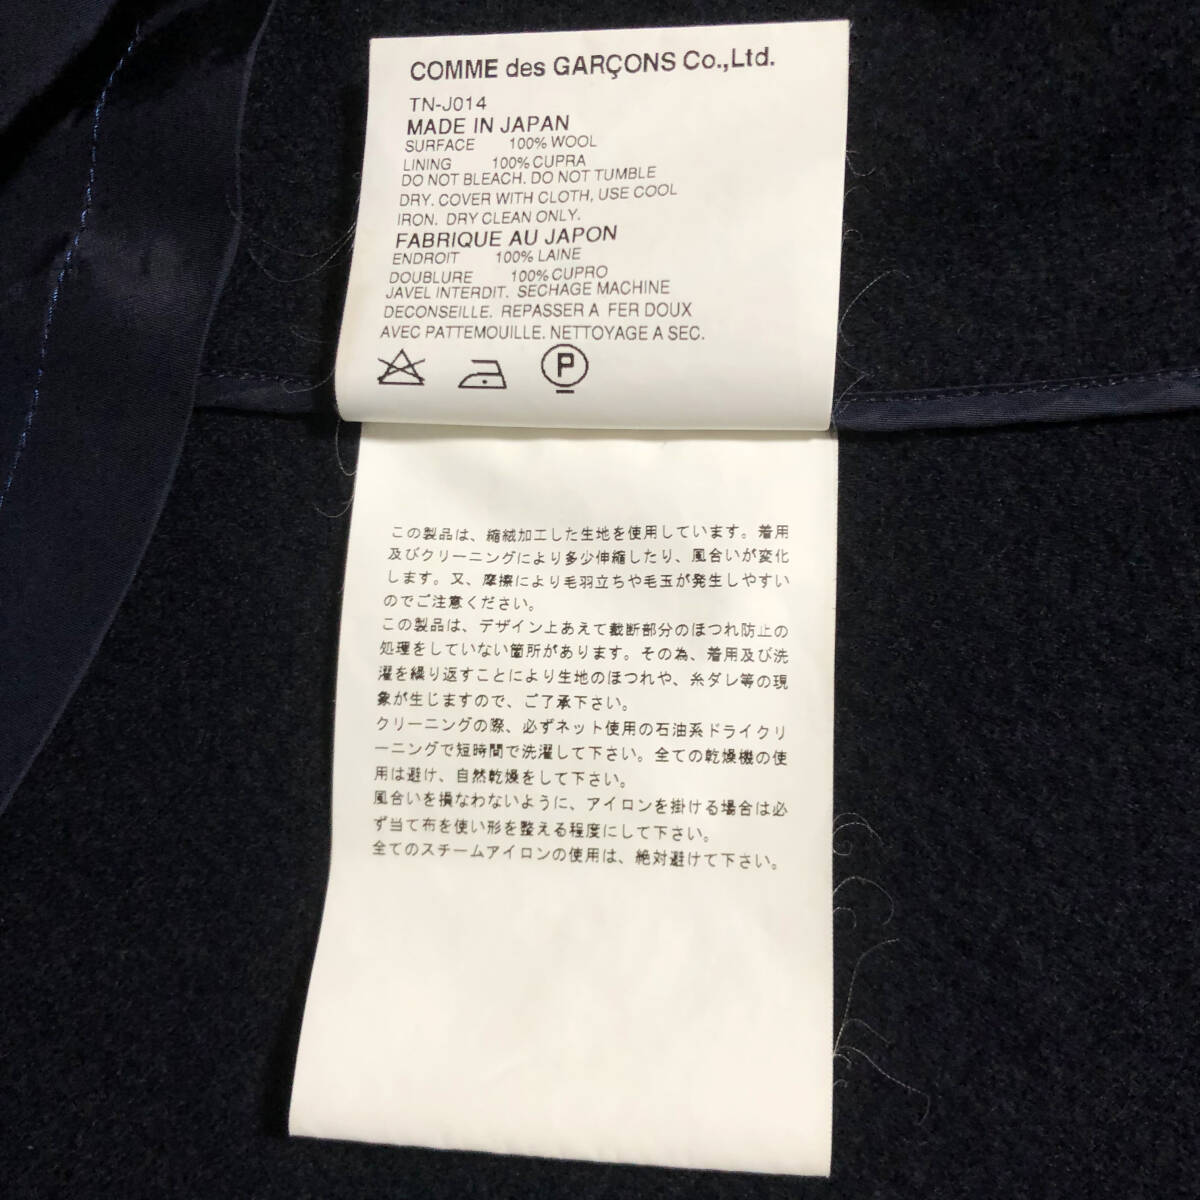 COMME des GARÇONS Co.,Ltd.
TN-J014
MADE IN JAPAN
SURFACE 100% WOOL
LINING 100% CUPRA
DO NOT BLEACH. DO NOT TUMBLE
DRY. COVER WITH CLOTH, USE COOL
IRON. DRY CLEAN ONLY.
FABRIQUE AU JAPON
ENDROIT 100% LAINE
DOUBLURE 100% CUPRO
JAVEL INTERDIT. SECHAGE MACHINE
DECONSEILLE. REPASSER A FER DOUX
AVEC PATTEMOUILLE. NETTOYAGE A SEC.
P
この製品は、縮絨加工した生地を使用しています。着用
及びクリーニングにより多少伸縮したり、風合いが変化
します。又、摩擦により毛羽立ちや毛玉が発生しやすい
のでご注意ください。
この製品は、デザイン上あえて裁断部分のほつれ防止の
処理をしていない箇所があります。その為、着用及び洗
濯を繰り返すことにより生地のほつれや、糸ダレ等の現
象が生じますので、ご了承下さい。
クリーニングの際、必ずネット使用の石油系ドライクリ
ーニングで短時間で洗濯して下さい。全ての乾燥機の使
用は避け、自然乾燥をして下さい。
風合いを損なわないように、アイロンを掛ける場合は必
ず当て布を使い形を整える程度にして下さい。
全てのスチームアイロンの使用は、絶対避けて下さい。